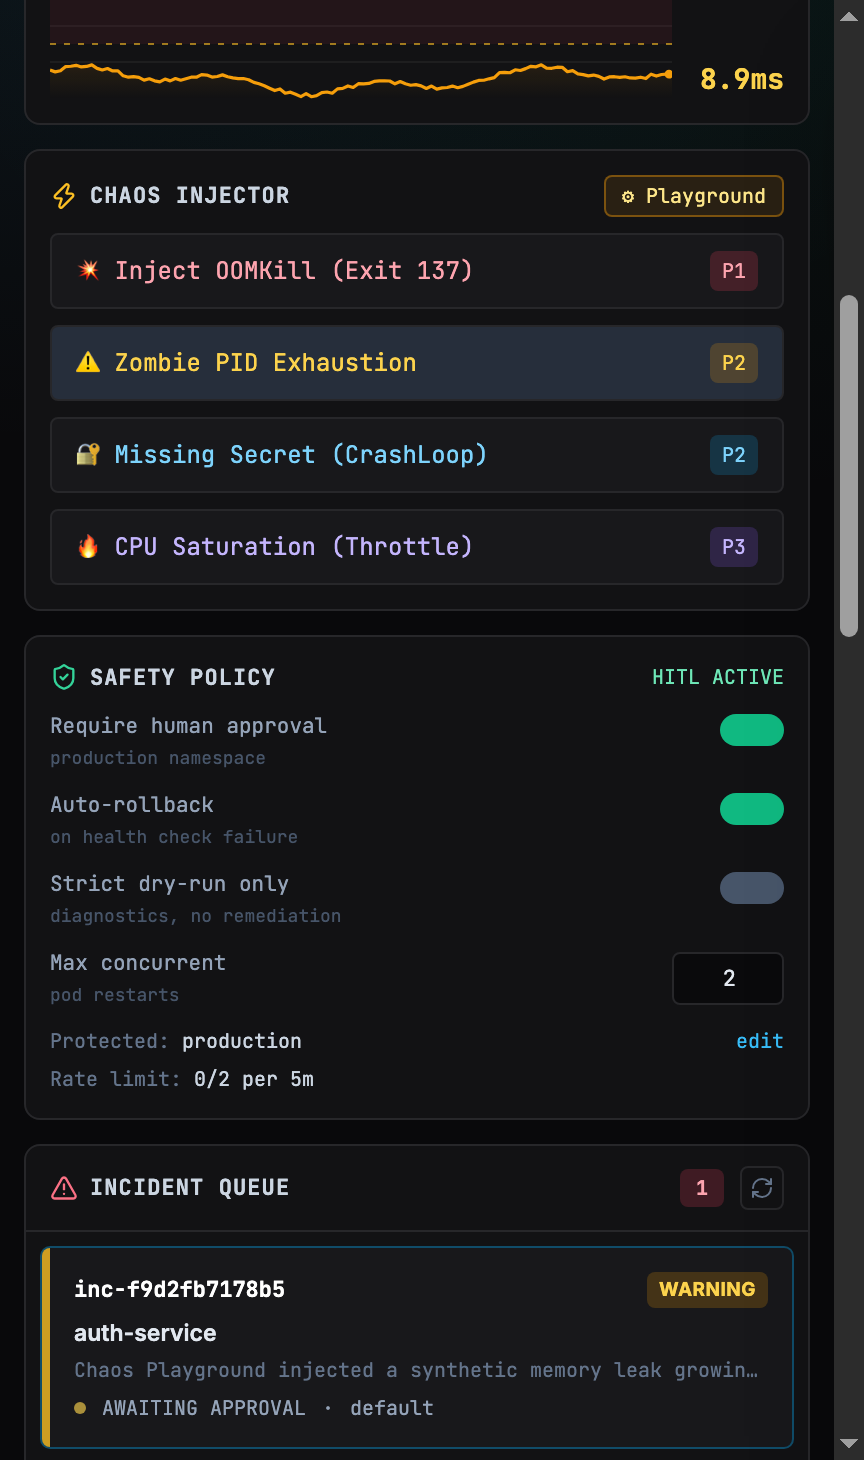 8.9ms
CHAOS INJECTOR
⚙ Playground
Inject OOMKill (Exit 137)
P1
Zombie PID Exhaustion
P2
Missing Secret (CrashLoop)
P2
CPU Saturation (Throttle)
P3
SAFETY POLICY
HITL ACTIVE
Require human approval
production namespace
Auto-rollback
on health check failure
Strict dry-run only
diagnostics, no remediation
Max concurrent
pod restarts
2
Protected: production
edit
Rate limit: 0/2 per 5m
INCIDENT QUEUE
1
inc-f9d2fb7178b5
WARNING
auth-service
Chaos Playground injected a synthetic memory leak growin…
AWAITING APPROVAL · default